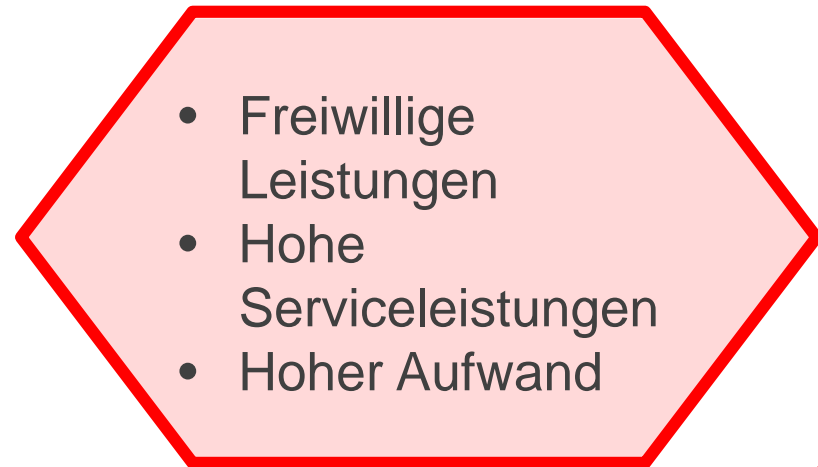 • Freiwillige
Leistungen
• Hohe
Serviceleistungen
• Hoher Aufwand